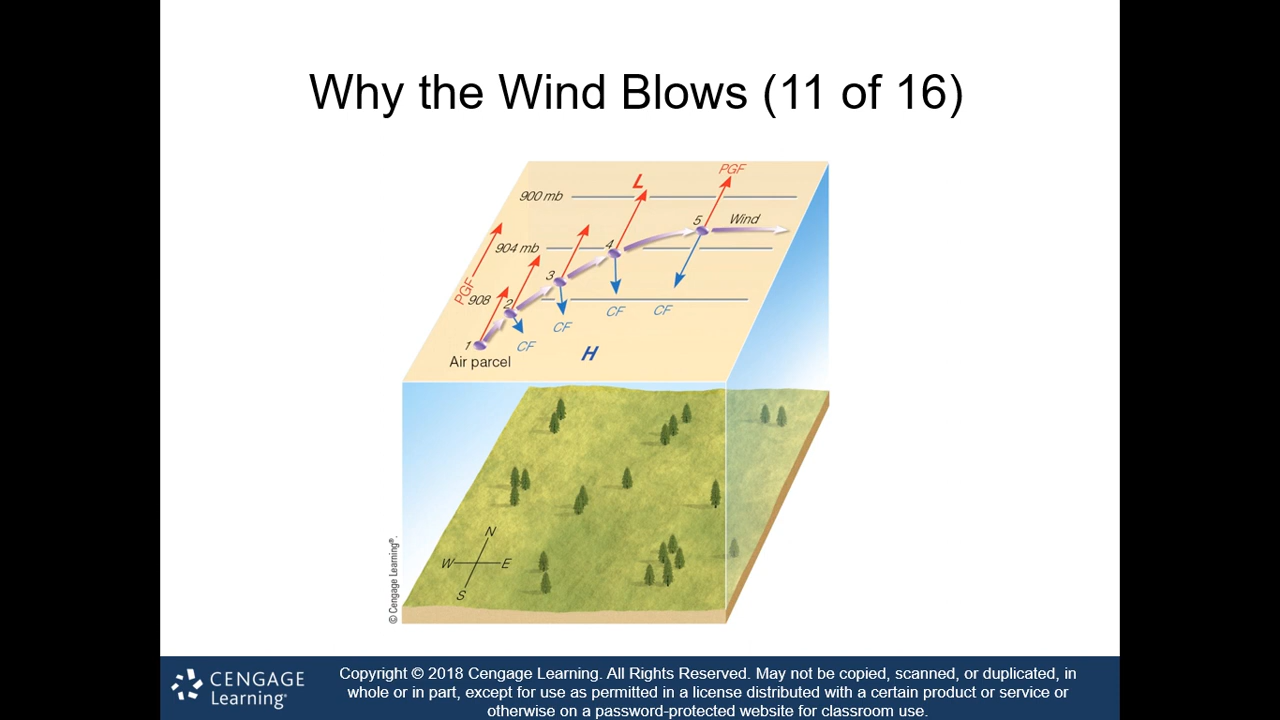 Why the Wind Blows (11 of 16)
PGF
L
900 mb
5
Wind
4
904 mb
3
PGF
908
2
CF
CF
CF
1
CF
H
Air parcel
N
W
E
S
© Cengage Learning®.
CENGAGE
Learning®
Copyright © 2018 Cengage Learning. All Rights Reserved. May not be copied, scanned, or duplicated, in
whole or in part, except for use as permitted in a license distributed with a certain product or service or
otherwise on a password-protected website for classroom use.